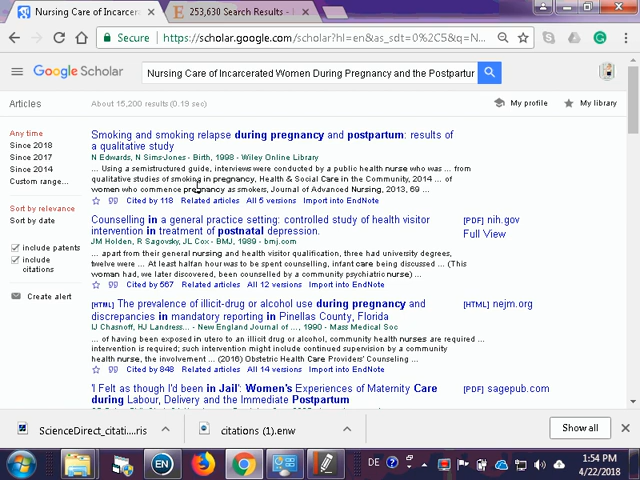 Nursing Care of Incarcer
253,630 Search Results -
Secure
https://scholar.google.com/scholar?hl=en&as_sdt=0%2C5&q=N...
Google Scholar
Nursing Care of Incarcerated Women During Pregnancy and the Postpartur
Articles
About 15,200 results (0.19 sec)
My profile
My library
Any time
Since 2018
Since 2017
Since 2014
Custom range...
Sort by relevance
Sort by date
include patents
include
citations
Create alert
Smoking and smoking relapse during pregnancy and postpartum: results of
a qualitative study
N Edwards, N Sims-Jones - Birth, 1998 - Wiley Online Library
... Using a semistructured guide, interviews were conducted by a public health nurse who was ... from
qualitative studies of smoking in pregnancy, Health & Social Care in the Community, 2014 ... of
women who commence pregnancy as smokers, Journal of Advanced Nursing, 2013, 69 ...
Cited by 118 Related articles All 5 versions Import into EndNote
Counselling in a general practice setting: controlled study of health visitor
intervention in treatment of postnatal depression.
JM Holden, R Sagovsky, JL Cox - BMJ, 1989 - bmj.com
... apart from their general nursing and health visitor qualification, three had university degrees,
twelve were ... At least halfan hour was to be spent counselling, infant care being discussed ... (This
woman had, we later discovered, been counselled by a community psychiatric nurse) ...
Cited by 567 Related articles All 12 versions Import into EndNote
[PDF] nih.gov
Full View
[HTML] The prevalence of illicit-drug or alcohol use during pregnancy and
discrepancies in mandatory reporting in Pinellas County, Florida
IJ Chasnoff, HJ Landress... - New England Journal of ..., 1990 - Mass Medical Soc
... of having been exposed in utero to an illicit drug or alcohol, community health nurses are required ...
intervention is required; such intervention might include continued supervision by a community
health nurse, the involvement ... (2016) Obstetric Health Care Providers' Counseling ...
Cited by 848 Related articles All 14 versions Import into EndNote
[HTML] nejm.org
'I Felt as though I'd been in Jail': Women's Experiences of Maternity Care
during Labour, Delivery and the Immediate Postpartum
[PDF] sagepub.com
ScienceDirect_citati....ris
citations (1).enw
Show all
EN
DE
1:54 PM
4/22/2018